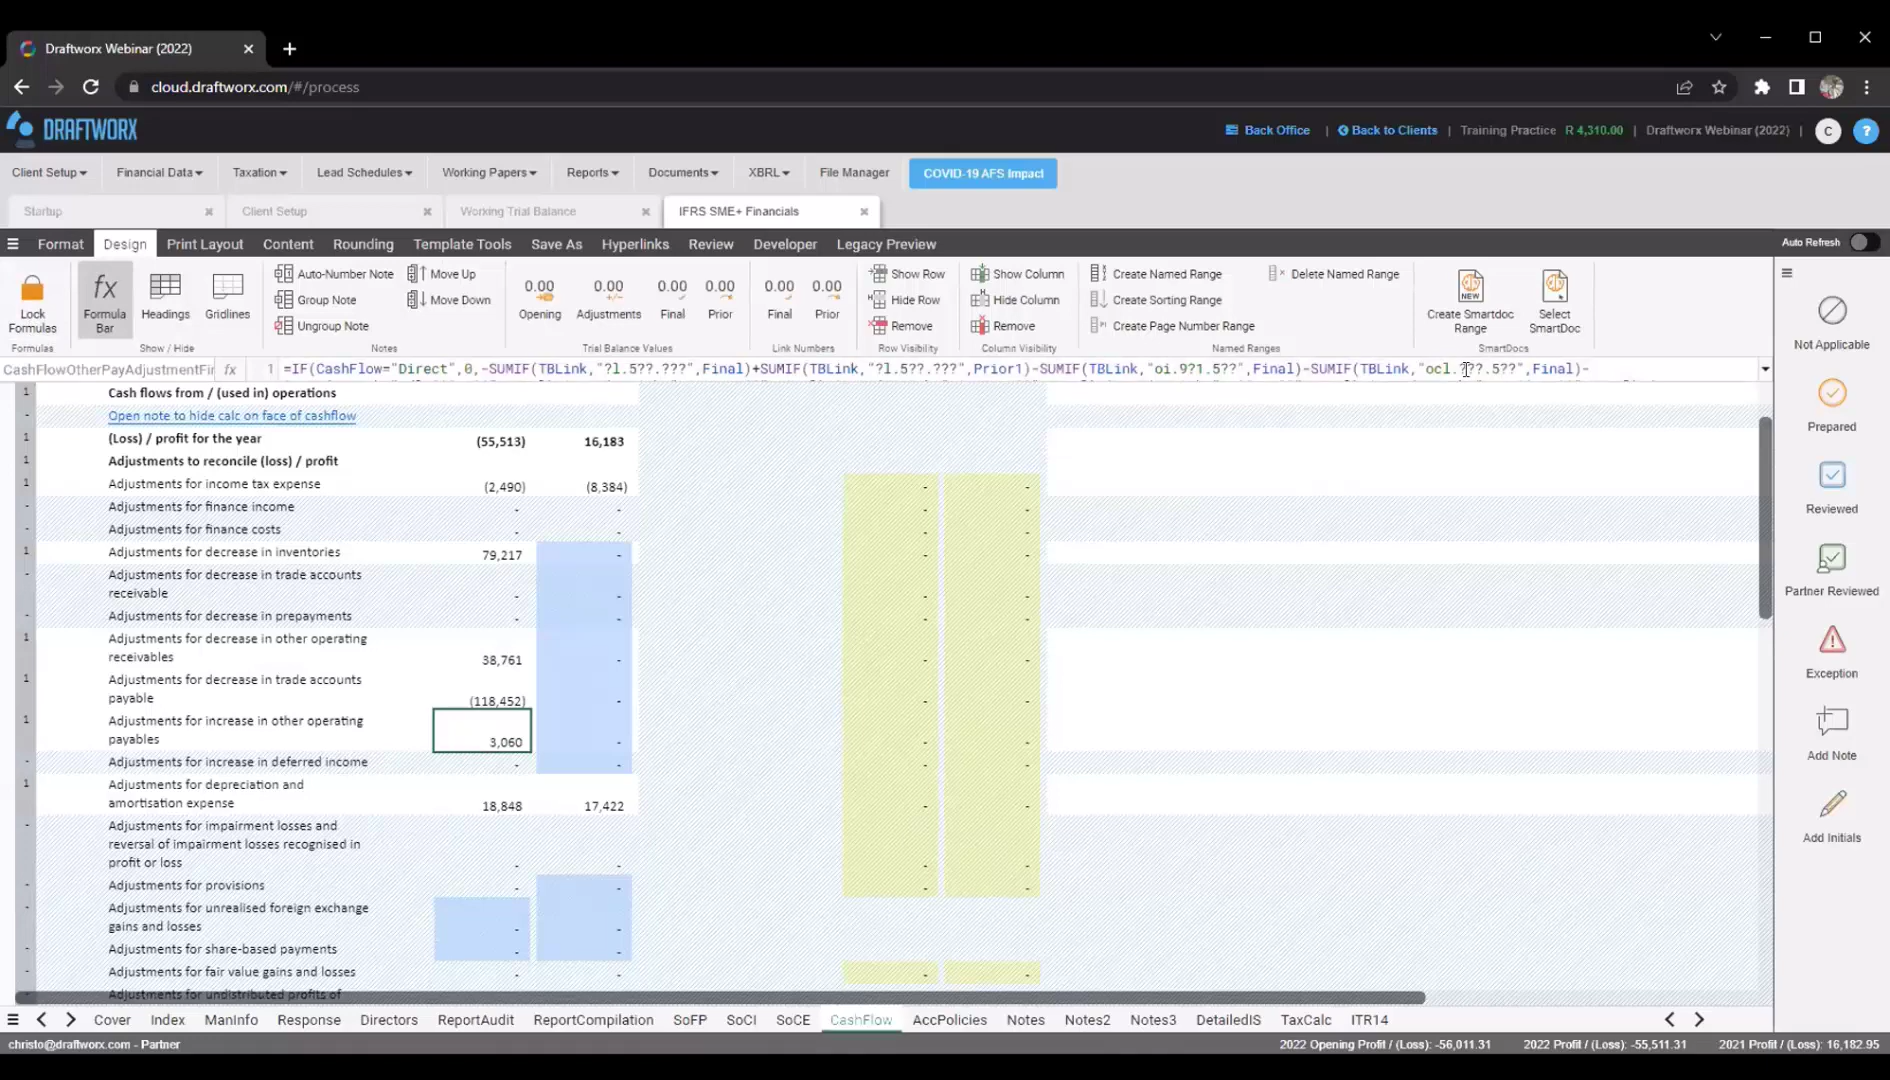 Draftworx Webinar (2022)
cloud.draftworx.com/#/process
DRAFTWORX
Back Office | Back to Clients | Training Practice R 4,310.00 | Draftworx Webinar (2022) C ?
Client Setup Financial Data Taxation Lead Schedules Working Papers Reports Documents XBRL File Manager COVID-19 AFS Impact
Startup Client Setup Working Trial Balance IFRS SME+ Financials
Format Design Print Layout Content Rounding Template Tools Save As Hyperlinks Review Developer Legacy Preview Auto Refresh
Lock Formulas
Formulas
fx Formula Bar Headings Gridlines
Show / Hide
Auto-Number Note Move Up
Group Note Move Down
Ungroup Note
Notes
0.00 Opening 0.00 Adjustments 0.00 Final 0.00 Prior
Trial Balance Values
0.00 Final 0.00 Prior
Link Numbers
Show Row
Hide Row
Remove
Row Visibility
Show Column
Hide Column
Remove
Column Visibility
Create Named Range Delete Named Range
Create Sorting Range
Create Page Number Range
Named Ranges
NEW Create Smartdoc Range Select SmartDoc
SmartDocs
CashFlowOtherPayAdjustmentFir fx 1 =IF(CashFlow="Direct",0,-SUMIF(TBLink,"?l.5??.???",Final)+SUMIF(TBLink,"?l.5??.???",Prior1)-SUMIF(TBLink,"oi.9?1.5??",Final)-SUMIF(TBLink,"ocl.???.5??",Final)-
1 Cash flows from / (used in) operations
- Open note to hide calc on face of cashflow
1 (Loss) / profit for the year (55,513) 16,183
1 Adjustments to reconcile (loss) / profit
1 Adjustments for income tax expense (2,490) (8,384) - -
- Adjustments for finance income - - - -
- Adjustments for finance costs - - - -
1 Adjustments for decrease in inventories 79,217 - - -
- Adjustments for decrease in trade accounts
receivable - - - -
- Adjustments for decrease in prepayments - - - -
1 Adjustments for decrease in other operating
receivables 38,761 - - -
1 Adjustments for decrease in trade accounts
payable (118,452) - - -
1 Adjustments for increase in other operating
payables 3,060 - - -
- Adjustments for increase in deferred income - - - -
1 Adjustments for depreciation and
amortisation expense 18,848 17,422 - -
- Adjustments for impairment losses and
reversal of impairment losses recognised in
profit or loss - - - -
- Adjustments for provisions - - - -
- Adjustments for unrealised foreign exchange
gains and losses - -
- Adjustments for share-based payments - -
- Adjustments for fair value gains and losses - - - -
Adjustments for undistributed profits of
Not Applicable
Prepared
Reviewed
Partner Reviewed
Exception
Add Note
Add Initials
Cover Index ManInfo Response Directors ReportAudit ReportCompilation SoFP SoCI SoCE CashFlow AccPolicies Notes Notes2 Notes3 DetailedIS TaxCalc ITR14
christo@draftworx.com - Partner 2022 Opening Profit / (Loss): -56,011.31 2022 Profit / (Loss): -55,511.31 2021 Profit / (Loss): 16,182.95